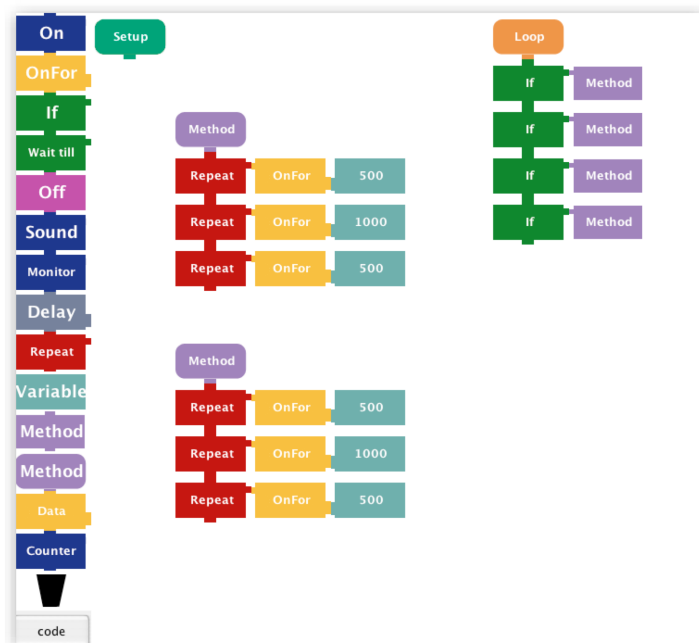 On
OnFor
If
Wait till
Off
Sound
Monitor
Delay
Repeat
Variable
Method
Method
Data
Counter
code
Setup
Method
Repeat OnFor 500
Repeat OnFor 1000
Repeat OnFor 500
Method
Repeat OnFor 500
Repeat OnFor 1000
Repeat OnFor 500
Loop
If Method
If Method
If Method
If Method